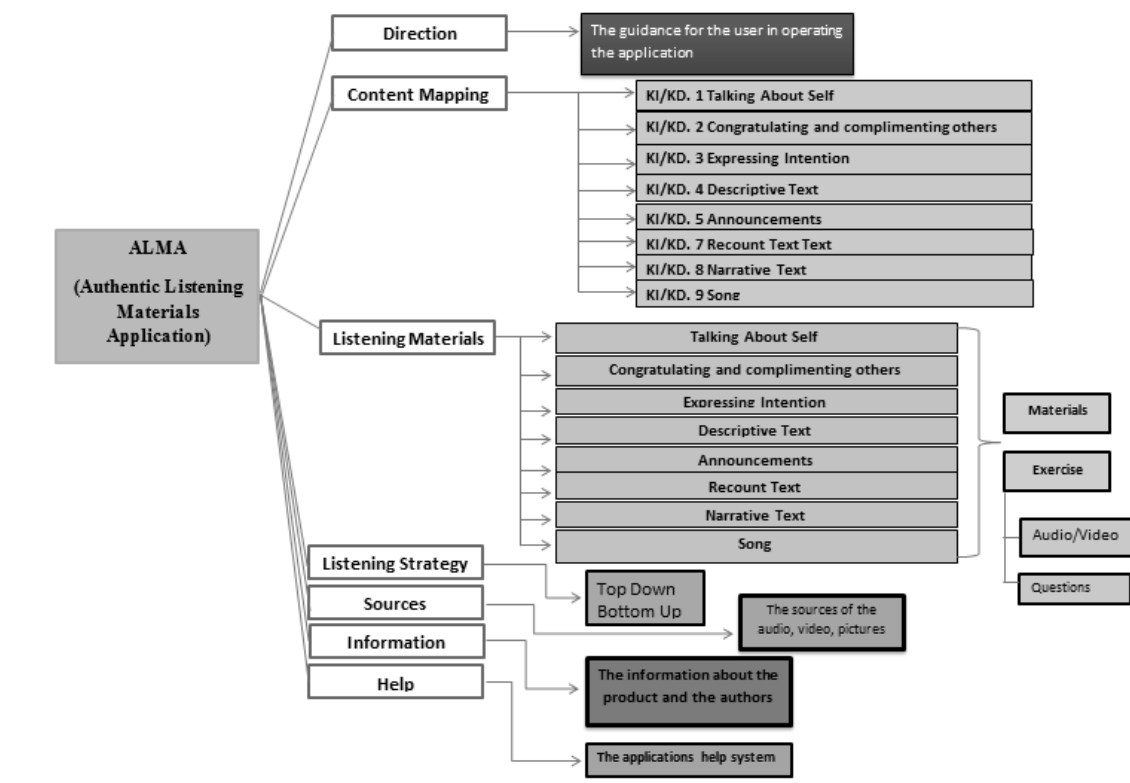 Direction
The guidance for the user in operating
the application
Content Mapping
KI/KD. 1 Talking About Self
KI/KD. 2 Congratulating and complimenting others
KI/KD. 3 Expressing Intention
KI/KD. 4 Descriptive Text
KI/KD. 5 Announcements
KI/KD. 7 Recount Text Text
KI/KD. 8 Narrative Text
KI/KD. 9 Song
ALMA
(Authentic Listening
Materials
Application)
Listening Materials
Talking About Self
Congratulating and complimenting others
Expressing Intention
Descriptive Text
Announcements
Recount Text
Narrative Text
Song
Materials
Exercise
Audio/Video
Questions
Listening Strategy
Top Down
Bottom Up
Sources
The sources of the
audio, video, pictures
Information
The information about the
product and the authors
Help
The applications help system